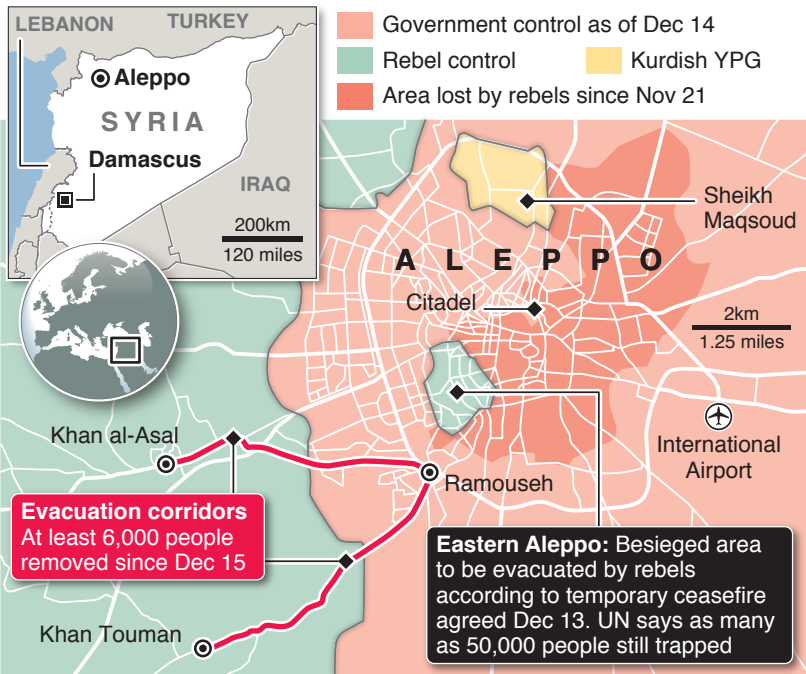 LEBANON
TURKEY
Aleppo
SYRIA
Damascus
IRAQ
200km
120 miles
Government control as of Dec 14
Rebel control
Kurdish YPG
Area lost by rebels since Nov 21
Sheikh
Maqsoud
ALEPPO
Citadel
2km
1.25 miles
International
Airport
Khan al-Asal
Ramouseh
Evacuation corridors
At least 6,000 people
removed since Dec 15
Khan Touman
Eastern Aleppo: Besieged area
to be evacuated by rebels
according to temporary ceasefire
agreed Dec 13. UN says as many
as 50,000 people still trapped